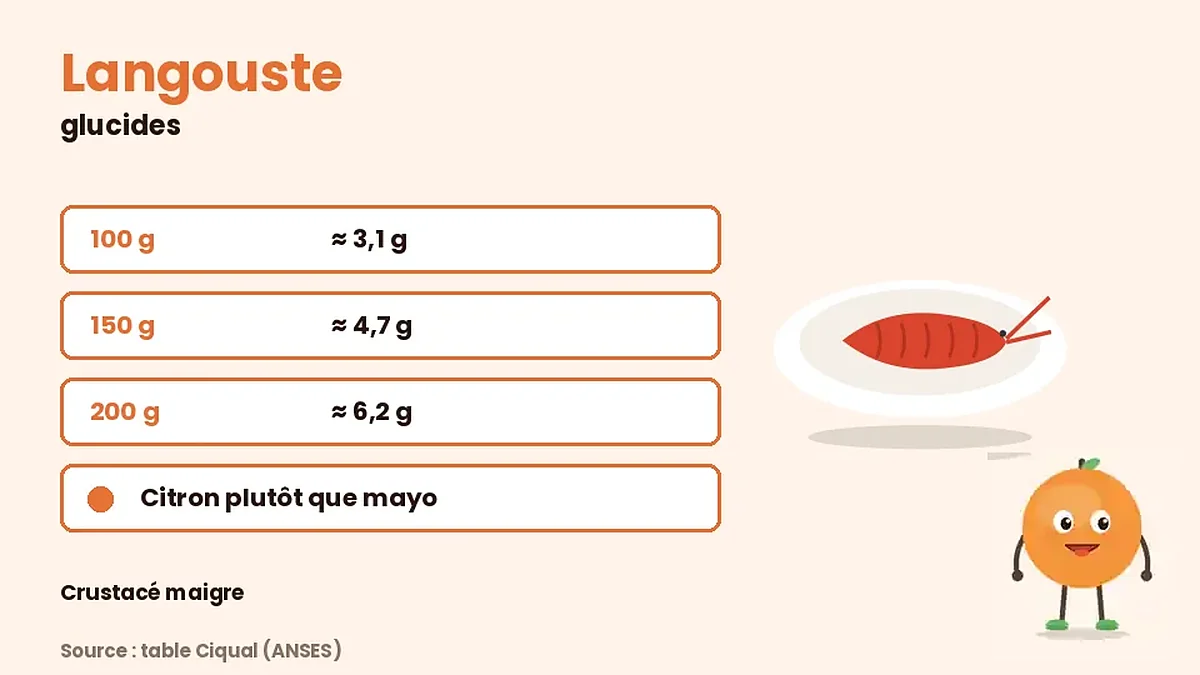 Langouste
glucides
100 g ≈ 3,1 g
150 g ≈ 4,7 g
200 g ≈ 6,2 g
Citron plutôt que mayo
Crustacé maigre
Source : table Ciqual (ANSES)